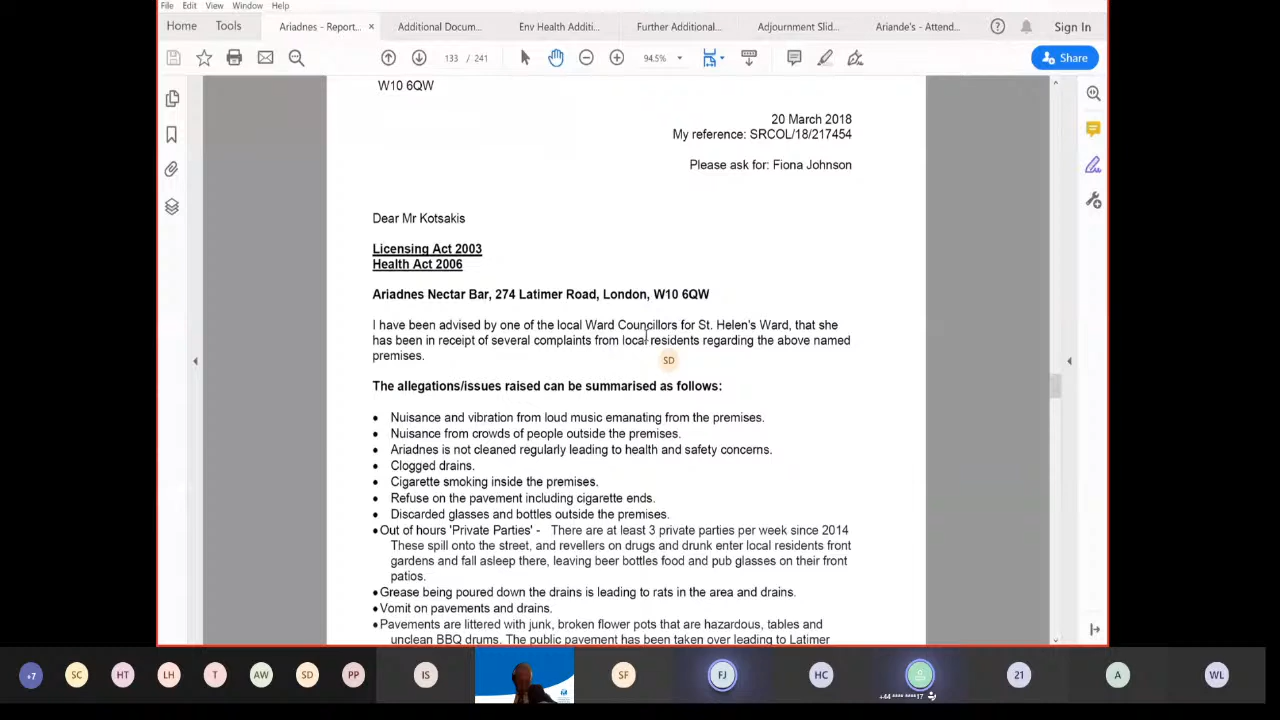 File Edit View Window Help
Home Tools Ariadnes - Report... × Additional Docum... Env Health Additi... Further Additional... Adjournment Slid... Ariande's - Attend... Sign In
133 / 241 94.5% Share
W10 6QW
20 March 2018
My reference: SRCOL/18/217454
Please ask for: Fiona Johnson
Dear Mr Kotsakis
Licensing Act 2003
Health Act 2006
Ariadnes Nectar Bar, 274 Latimer Road, London, W10 6QW
I have been advised by one of the local Ward Councillors for St. Helen's Ward, that she
has been in receipt of several complaints from local residents regarding the above named
premises.
SD
The allegations/issues raised can be summarised as follows:
• Nuisance and vibration from loud music emanating from the premises.
• Nuisance from crowds of people outside the premises.
• Ariadnes is not cleaned regularly leading to health and safety concerns.
• Clogged drains.
• Cigarette smoking inside the premises.
• Refuse on the pavement including cigarette ends.
• Discarded glasses and bottles outside the premises.
• Out of hours 'Private Parties' - There are at least 3 private parties per week since 2014
These spill onto the street, and revellers on drugs and drunk enter local residents front
gardens and fall asleep there, leaving beer bottles food and pub glasses on their front
patios.
• Grease being poured down the drains is leading to rats in the area and drains.
• Vomit on pavements and drains.
• Pavements are littered with junk, broken flower pots that are hazardous, tables and
unclean BBQ drums. The public pavement has been taken over leading to Latimer
+7 SC HT LH T AW SD PP IS SF FJ HC 21 A WL
+44 **** ****17